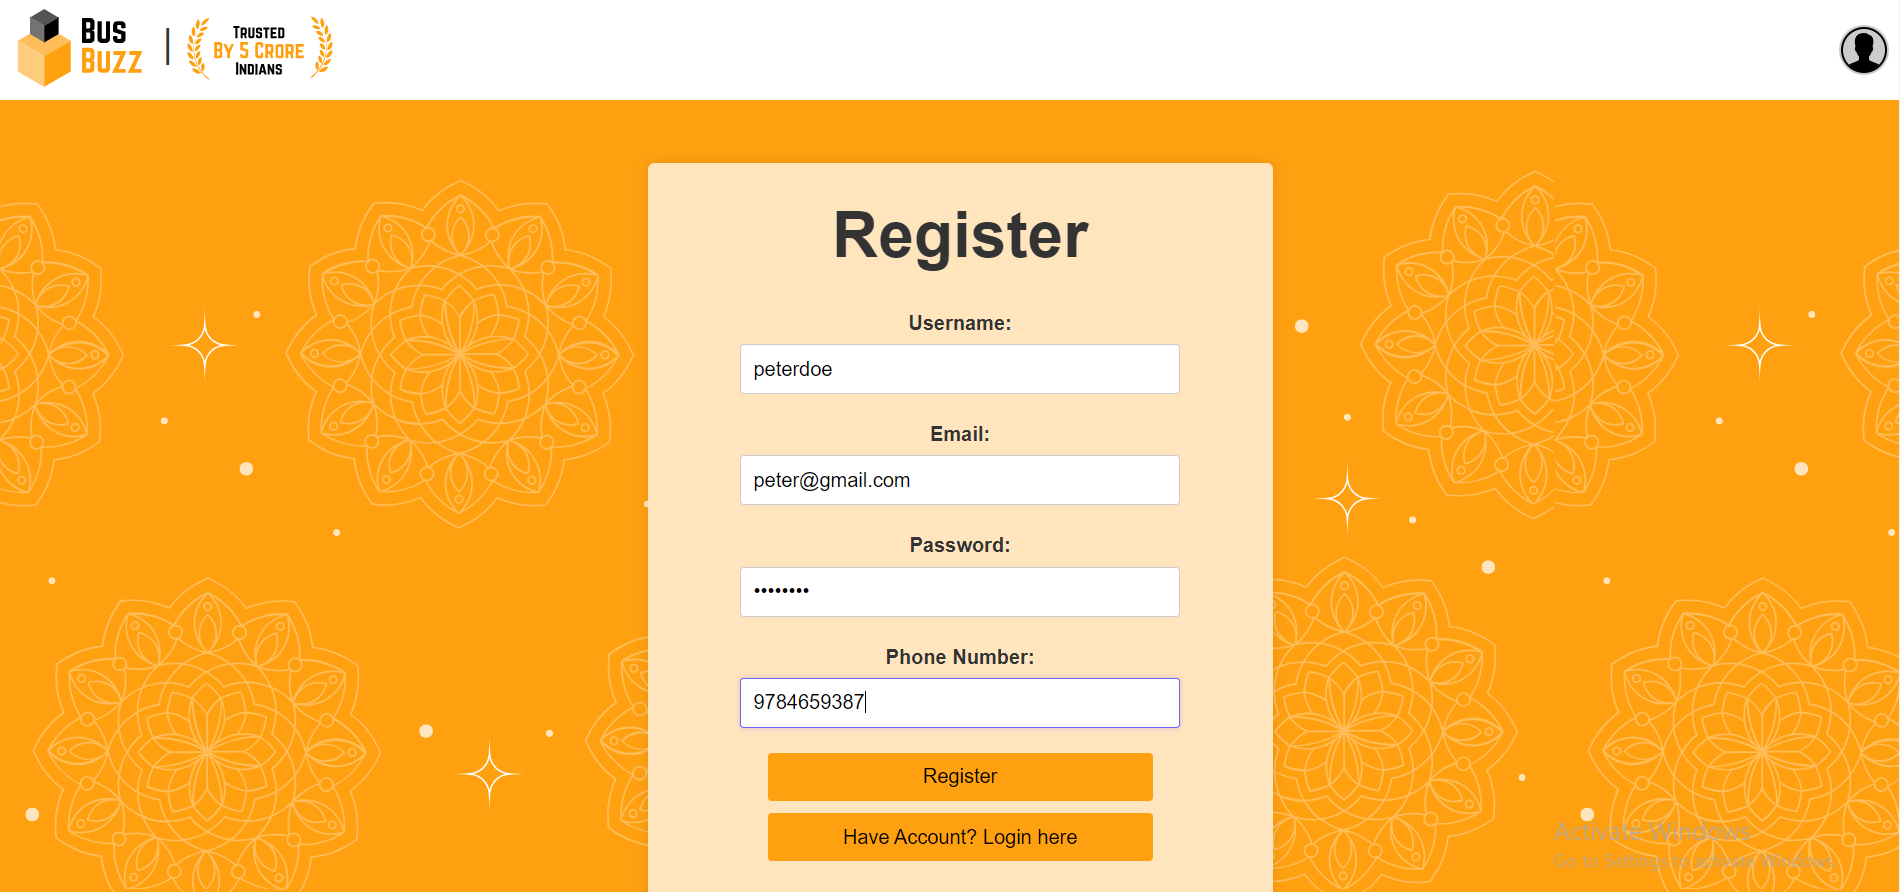 BUS
BUZZ
|
TRUSTED
BY 5 CRORE
INDIANS
Register
Username:
peterdoe
Email:
peter@gmail.com
Password:
••••••••
Phone Number:
9784659387
Register
Have Account? Login here
Activate Windows
Go to Settings to activate Windows.